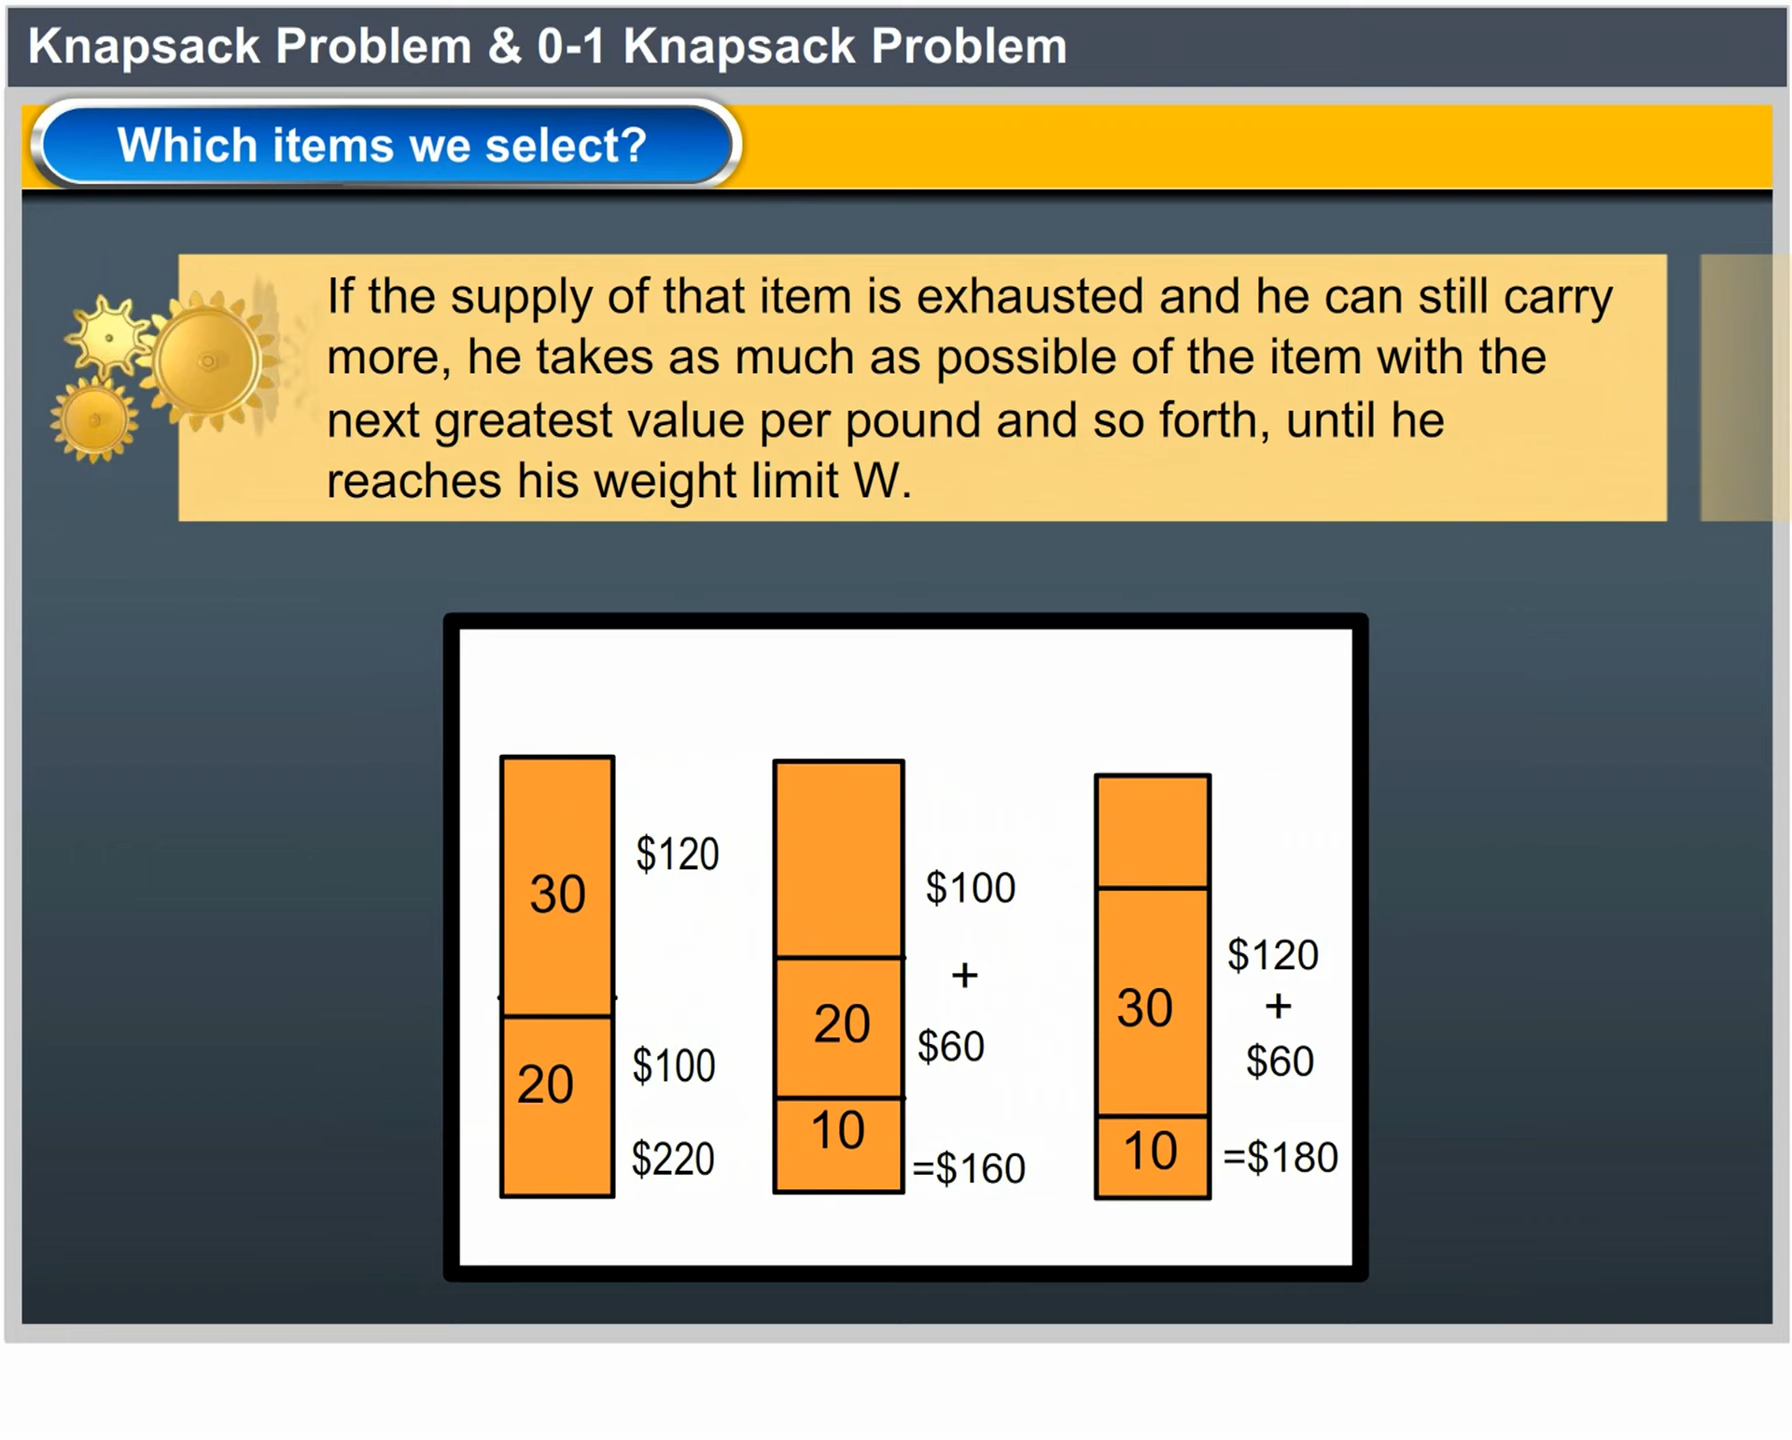 Knapsack Problem & 0-1 Knapsack Problem
Which items we select?
If the supply of that item is exhausted and he can still carry
more, he takes as much as possible of the item with the
next greatest value per pound and so forth, until he
reaches his weight limit W.
30
$120
20
$100
$220
$100
+
20
$60
10
=$160
$120
30
+
$60
10
=$180